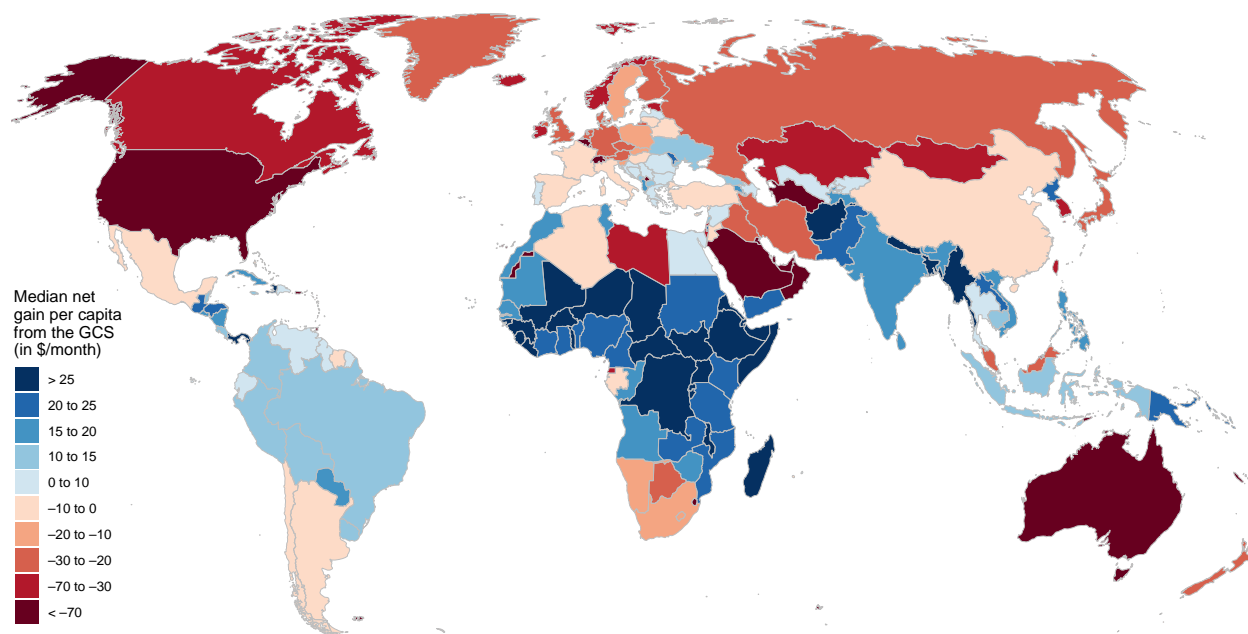 Median net
gain per capita
from the GCS
(in $/month)
> 25
20 to 25
15 to 20
10 to 15
0 to 10
−10 to 0
−20 to −10
−30 to −20
−70 to −30
< −70